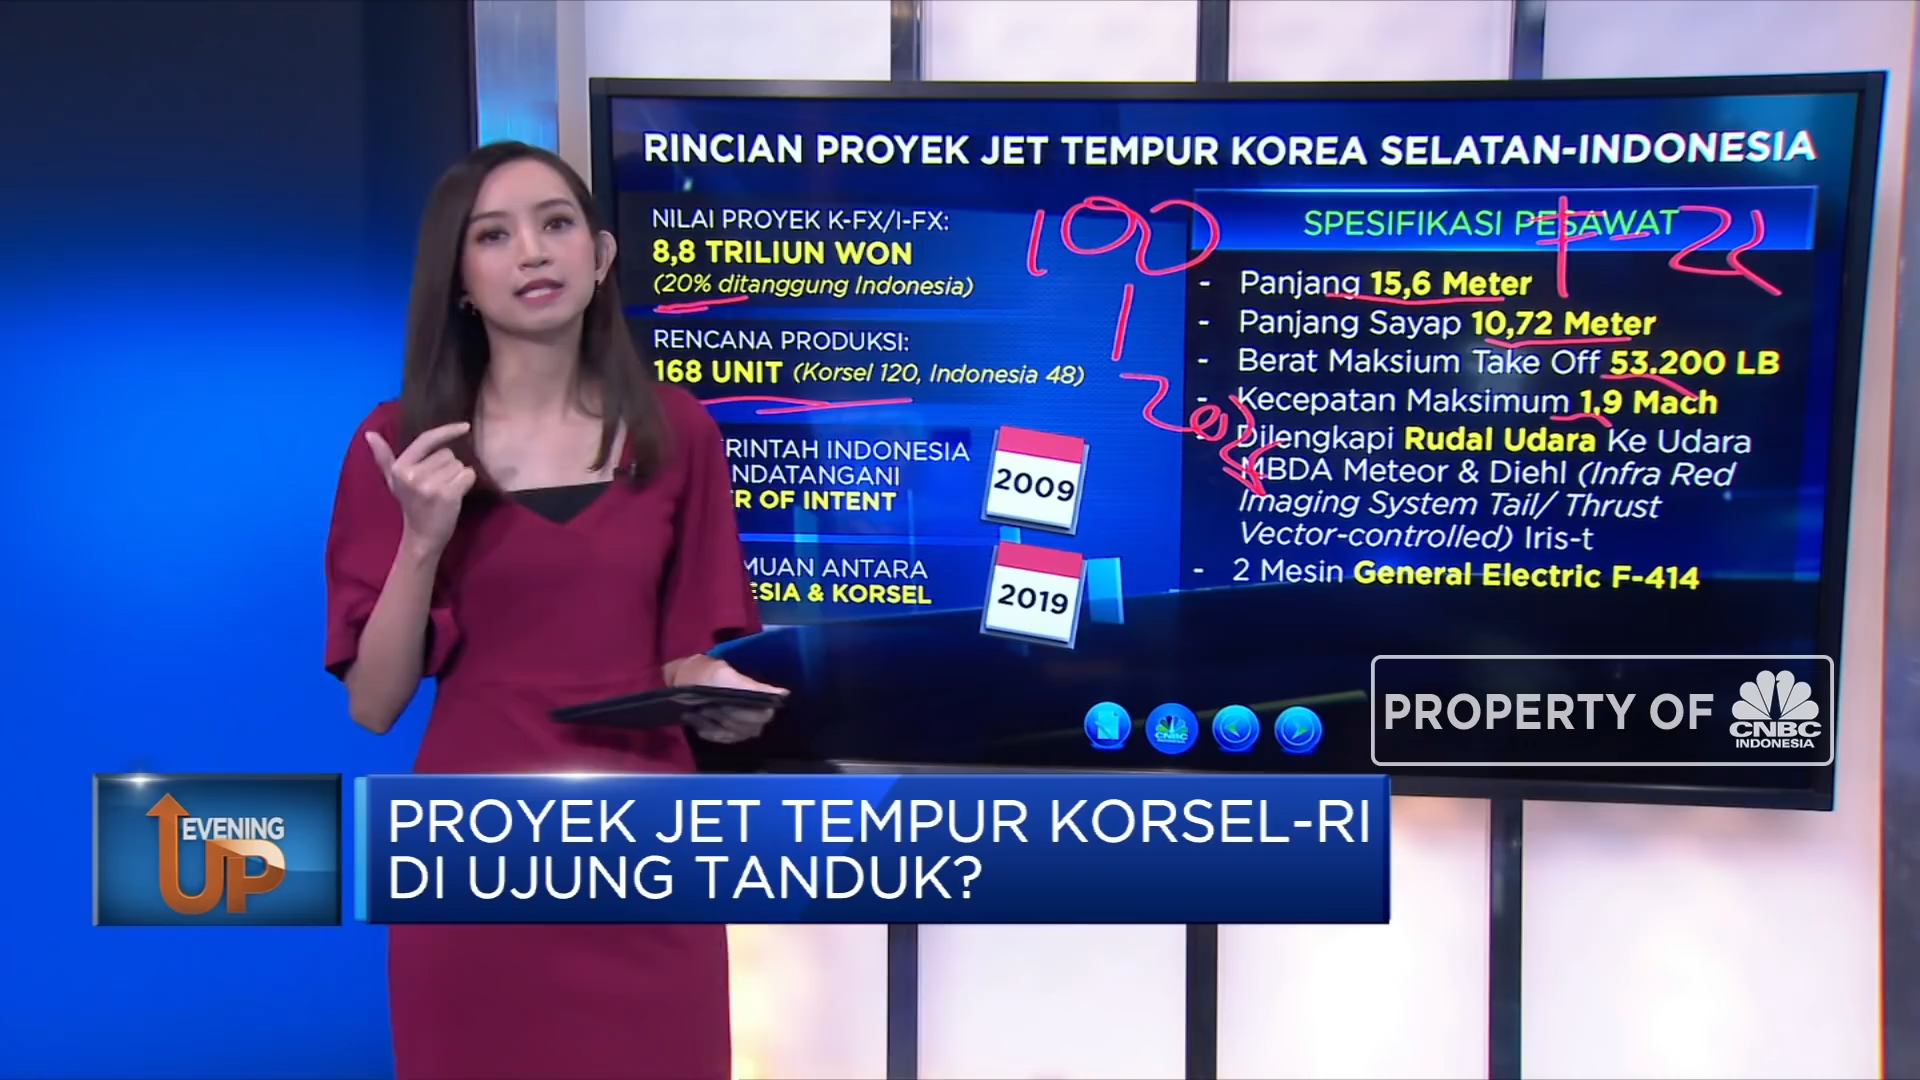 RINCIAN PROYEK JET TEMPUR KOREA SELATAN-INDONESIA
NILAI PROYEK K-FX/I-FX:
8,8 TRILIUN WON
(20% ditanggung Indonesia)
RENCANA PRODUKSI:
168 UNIT (Korsel 120, Indonesia 48)
RINTAH INDONESIA
NDATANGANI
R OF INTENT
2009
MUAN ANTARA
ESIA & KORSEL
2019
100
1
F-22
SPESIFIKASI PESAWAT
- Panjang 15,6 Meter
- Panjang Sayap 10,72 Meter
- Berat Maksium Take Off 53.200 LB
- Kecepatan Maksimum 1,9 Mach
- Dilengkapi Rudal Udara Ke Udara
MBDA Meteor & Diehl (Infra Red
Imaging System Tail/ Thrust
Vector-controlled) Iris-t
- 2 Mesin General Electric F-414
CNBC
PROPERTY OF CNBC
INDONESIA
EVENING
UP
PROYEK JET TEMPUR KORSEL-RI
DI UJUNG TANDUK?